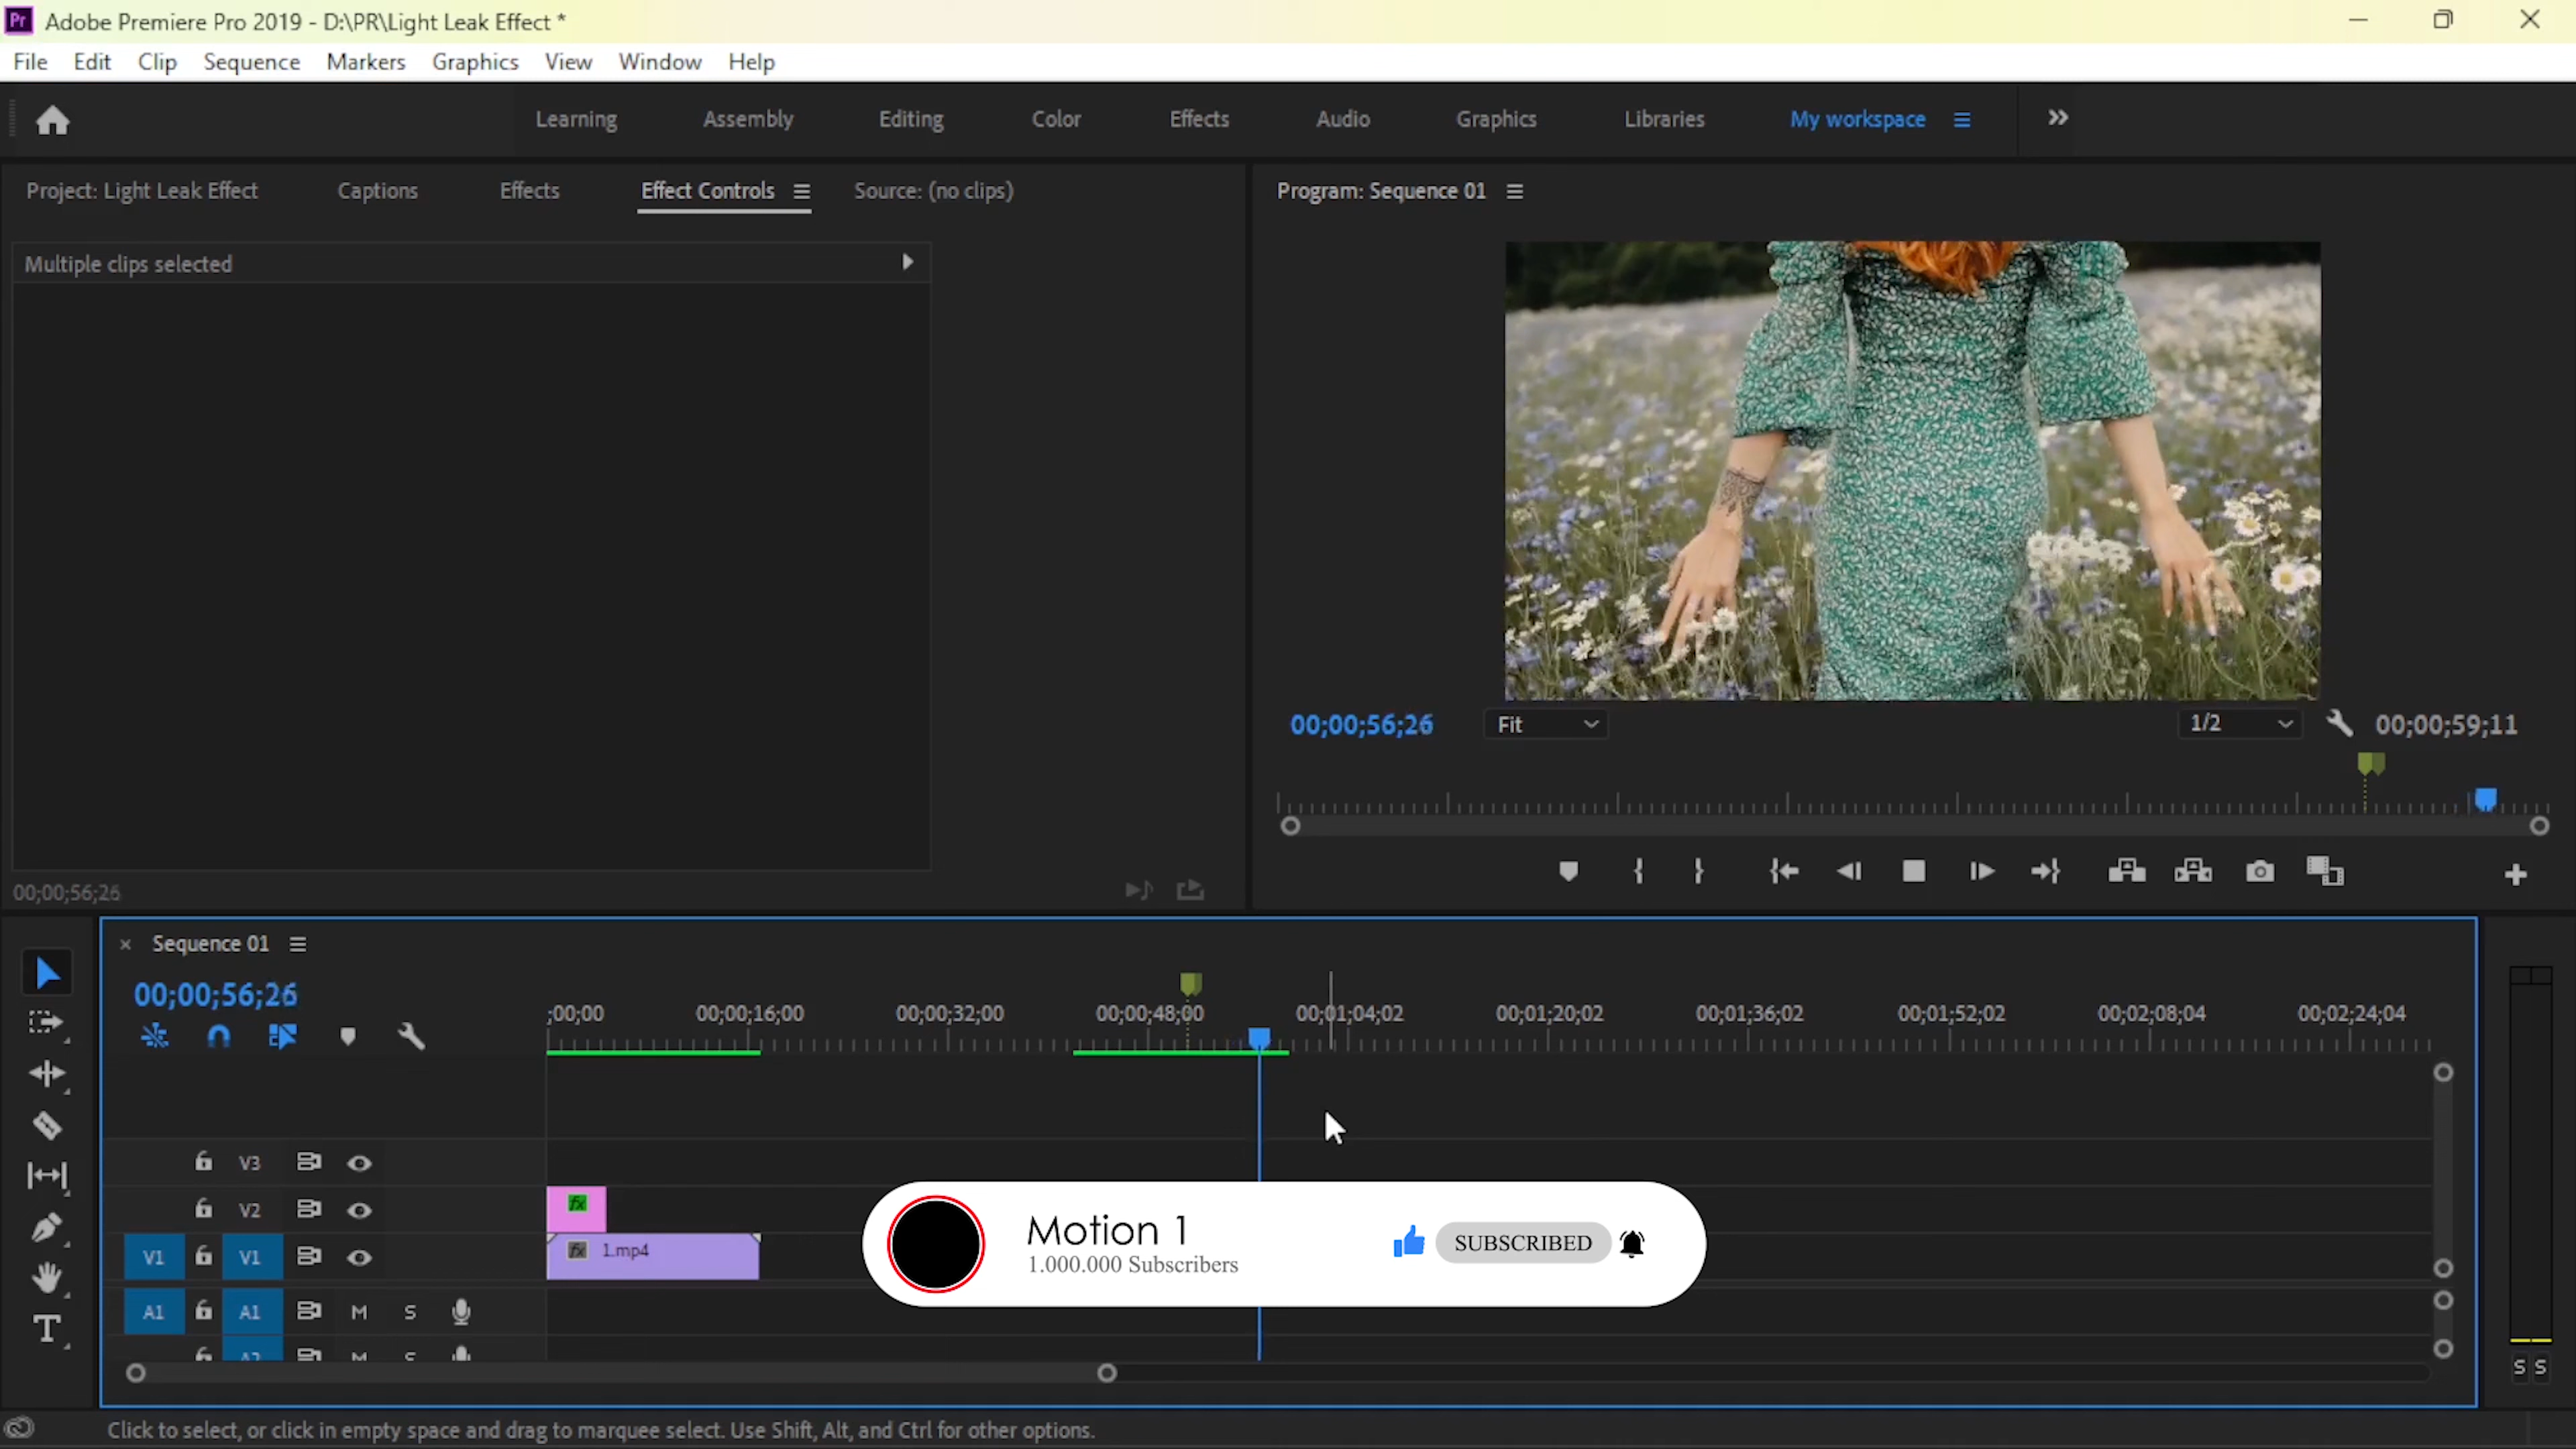 Pr Adobe Premiere Pro 2019 - D:\PR\Light Leak Effect *
File Edit Clip Sequence Markers Graphics View Window Help
Learning Assembly Editing Color Effects Audio Graphics Libraries My workspace
Project: Light Leak Effect Captions Effects Effect Controls Source: (no clips)
Program: Sequence 01
Multiple clips selected
00;00;56;26 Fit 1/2 00;00;59;11
00;00;56;26
Sequence 01
00;00;56;26
;00;00 00;00;16;00 00;00;32;00 00;00;48;00 00;01;04;02 00;01;20;02 00;01;36;02 00;01;52;02 00;02;08;04 00;02;24;04
V3
V2 fx
V1 V1 fx 1.mp4
A1 A1 M S
A2 M S
Motion 1
1.000.000 Subscribers
SUBSCRIBED
S S
Click to select, or click in empty space and drag to marquee select. Use Shift, Alt, and Ctrl for other options.